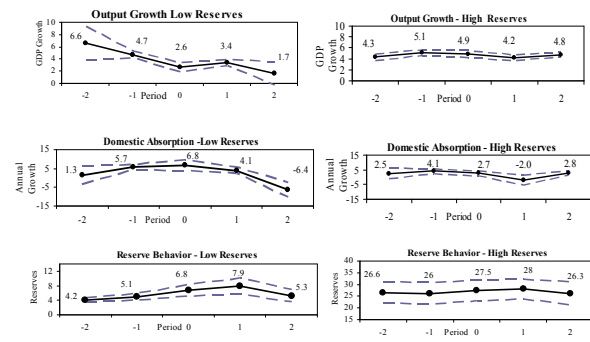 Output Growth Low Reserves
GDP Growth
10
8
6
4
2
0
6.6
4.7
2.6
3.4
1.7
-2 -1 Period 0 1 2
Output Growth - High Reserves
GDP
Growth
10
8
6
4
2
0
4.3
5.1
4.9
4.2
4.8
-2 -1 Period 0 1 2
Domestic Absorption -Low Reserves
Annual
Growth
15
5
-5
-15
1.3
5.7
6.8
4.1
-6.4
-2 -1 Period 0 1 2
Domestic Absorption - High Reserves
Annual
Growth
15
5
-5
-15
2.5
4.1
2.7
-2.0
2.8
-2 -1 Period 0 1 2
Reserve Behavior - Low Reserves
Reserves
12
8
4
0
4.2
5.1
6.8
7.9
5.3
-2 -1 Period 0 1 2
Reserve Behavior - High Reserves
Reserves
40
35
30
25
20
15
26.6
26
27.5
28
26.3
-2 -1 Period 0 1 2